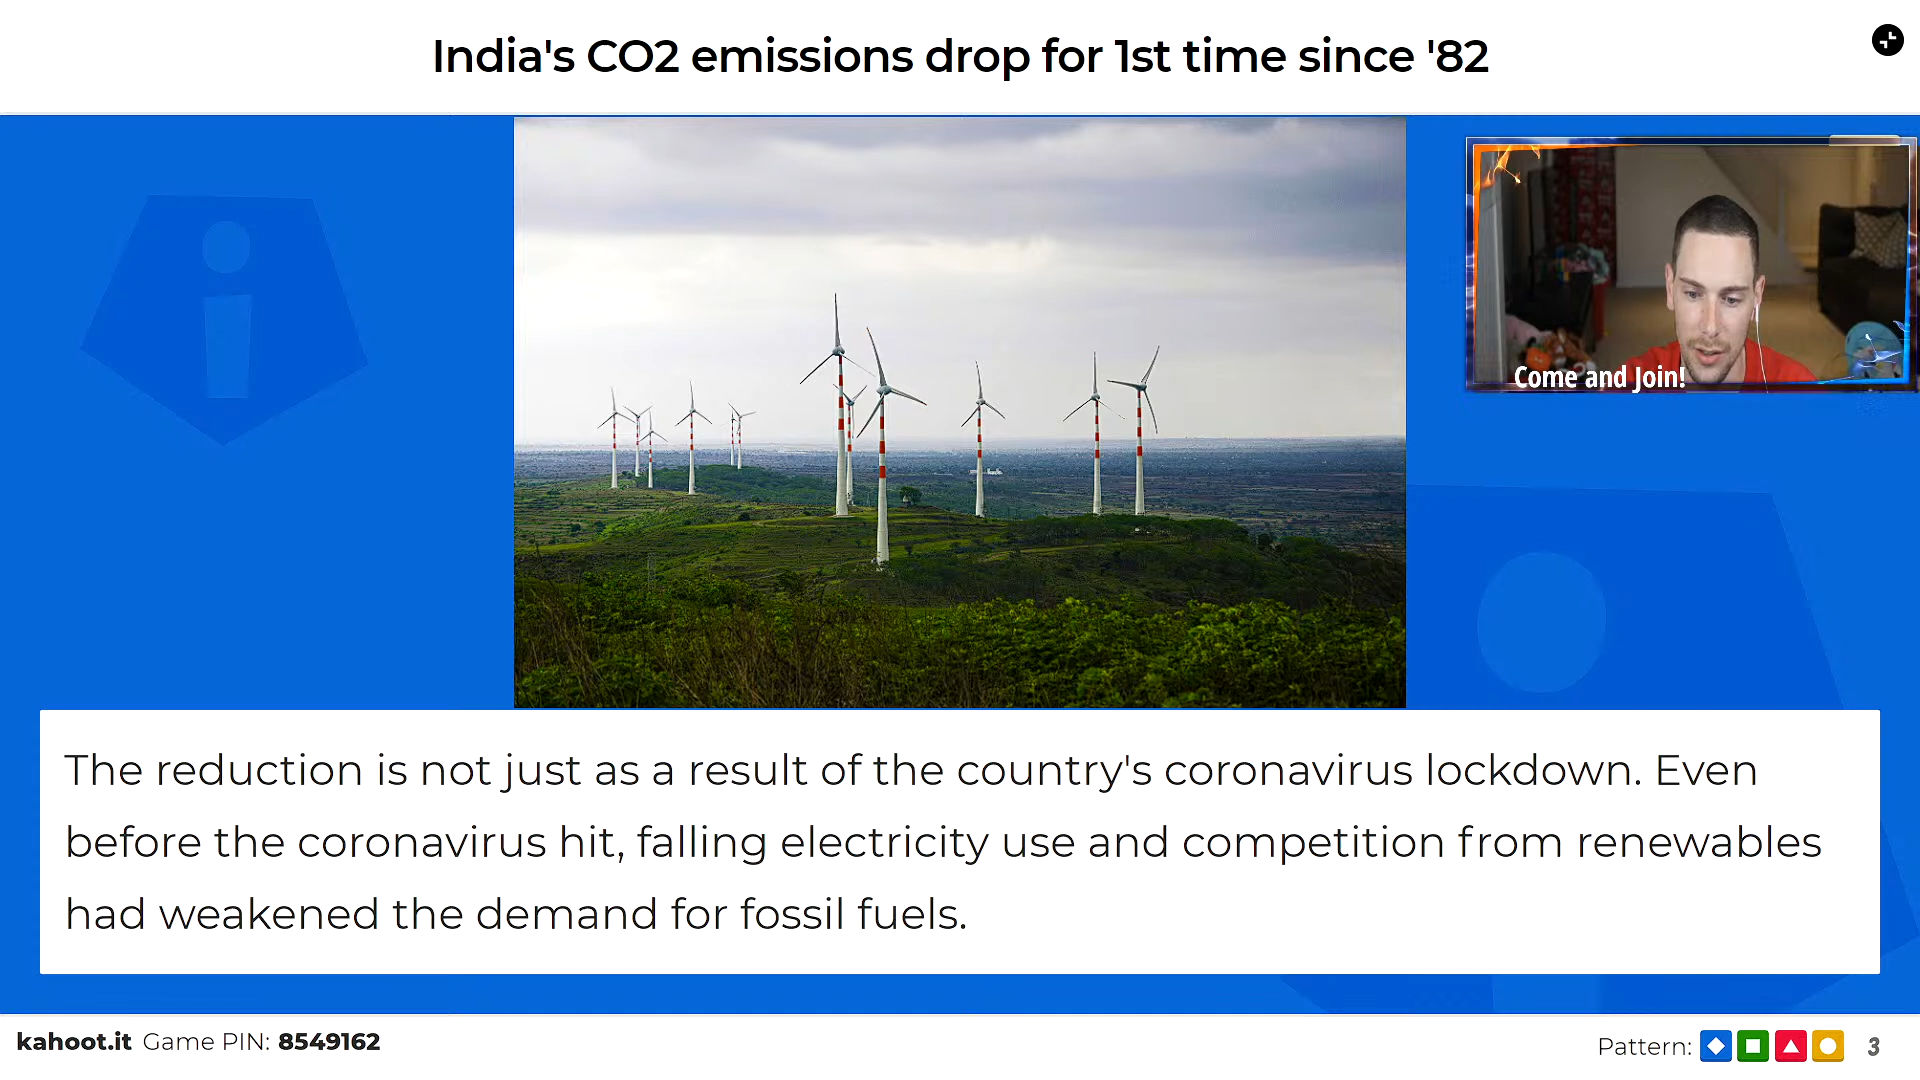 India's CO2 emissions drop for 1st time since '82
Come and Join!
The reduction is not just as a result of the country's coronavirus lockdown. Even
before the coronavirus hit, falling electricity use and competition from renewables
had weakened the demand for fossil fuels.
kahoot.it Game PIN: 8549162
Pattern: 3